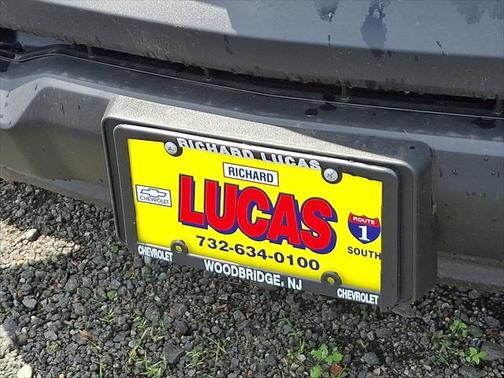 RICHARD LUCAS
RICHARD
LUCAS
CHEVROLET
ROUTE
1
SOUTH
732-634-0100
CHEVROLET
WOODBRIDGE, NJ
CHEVROLET